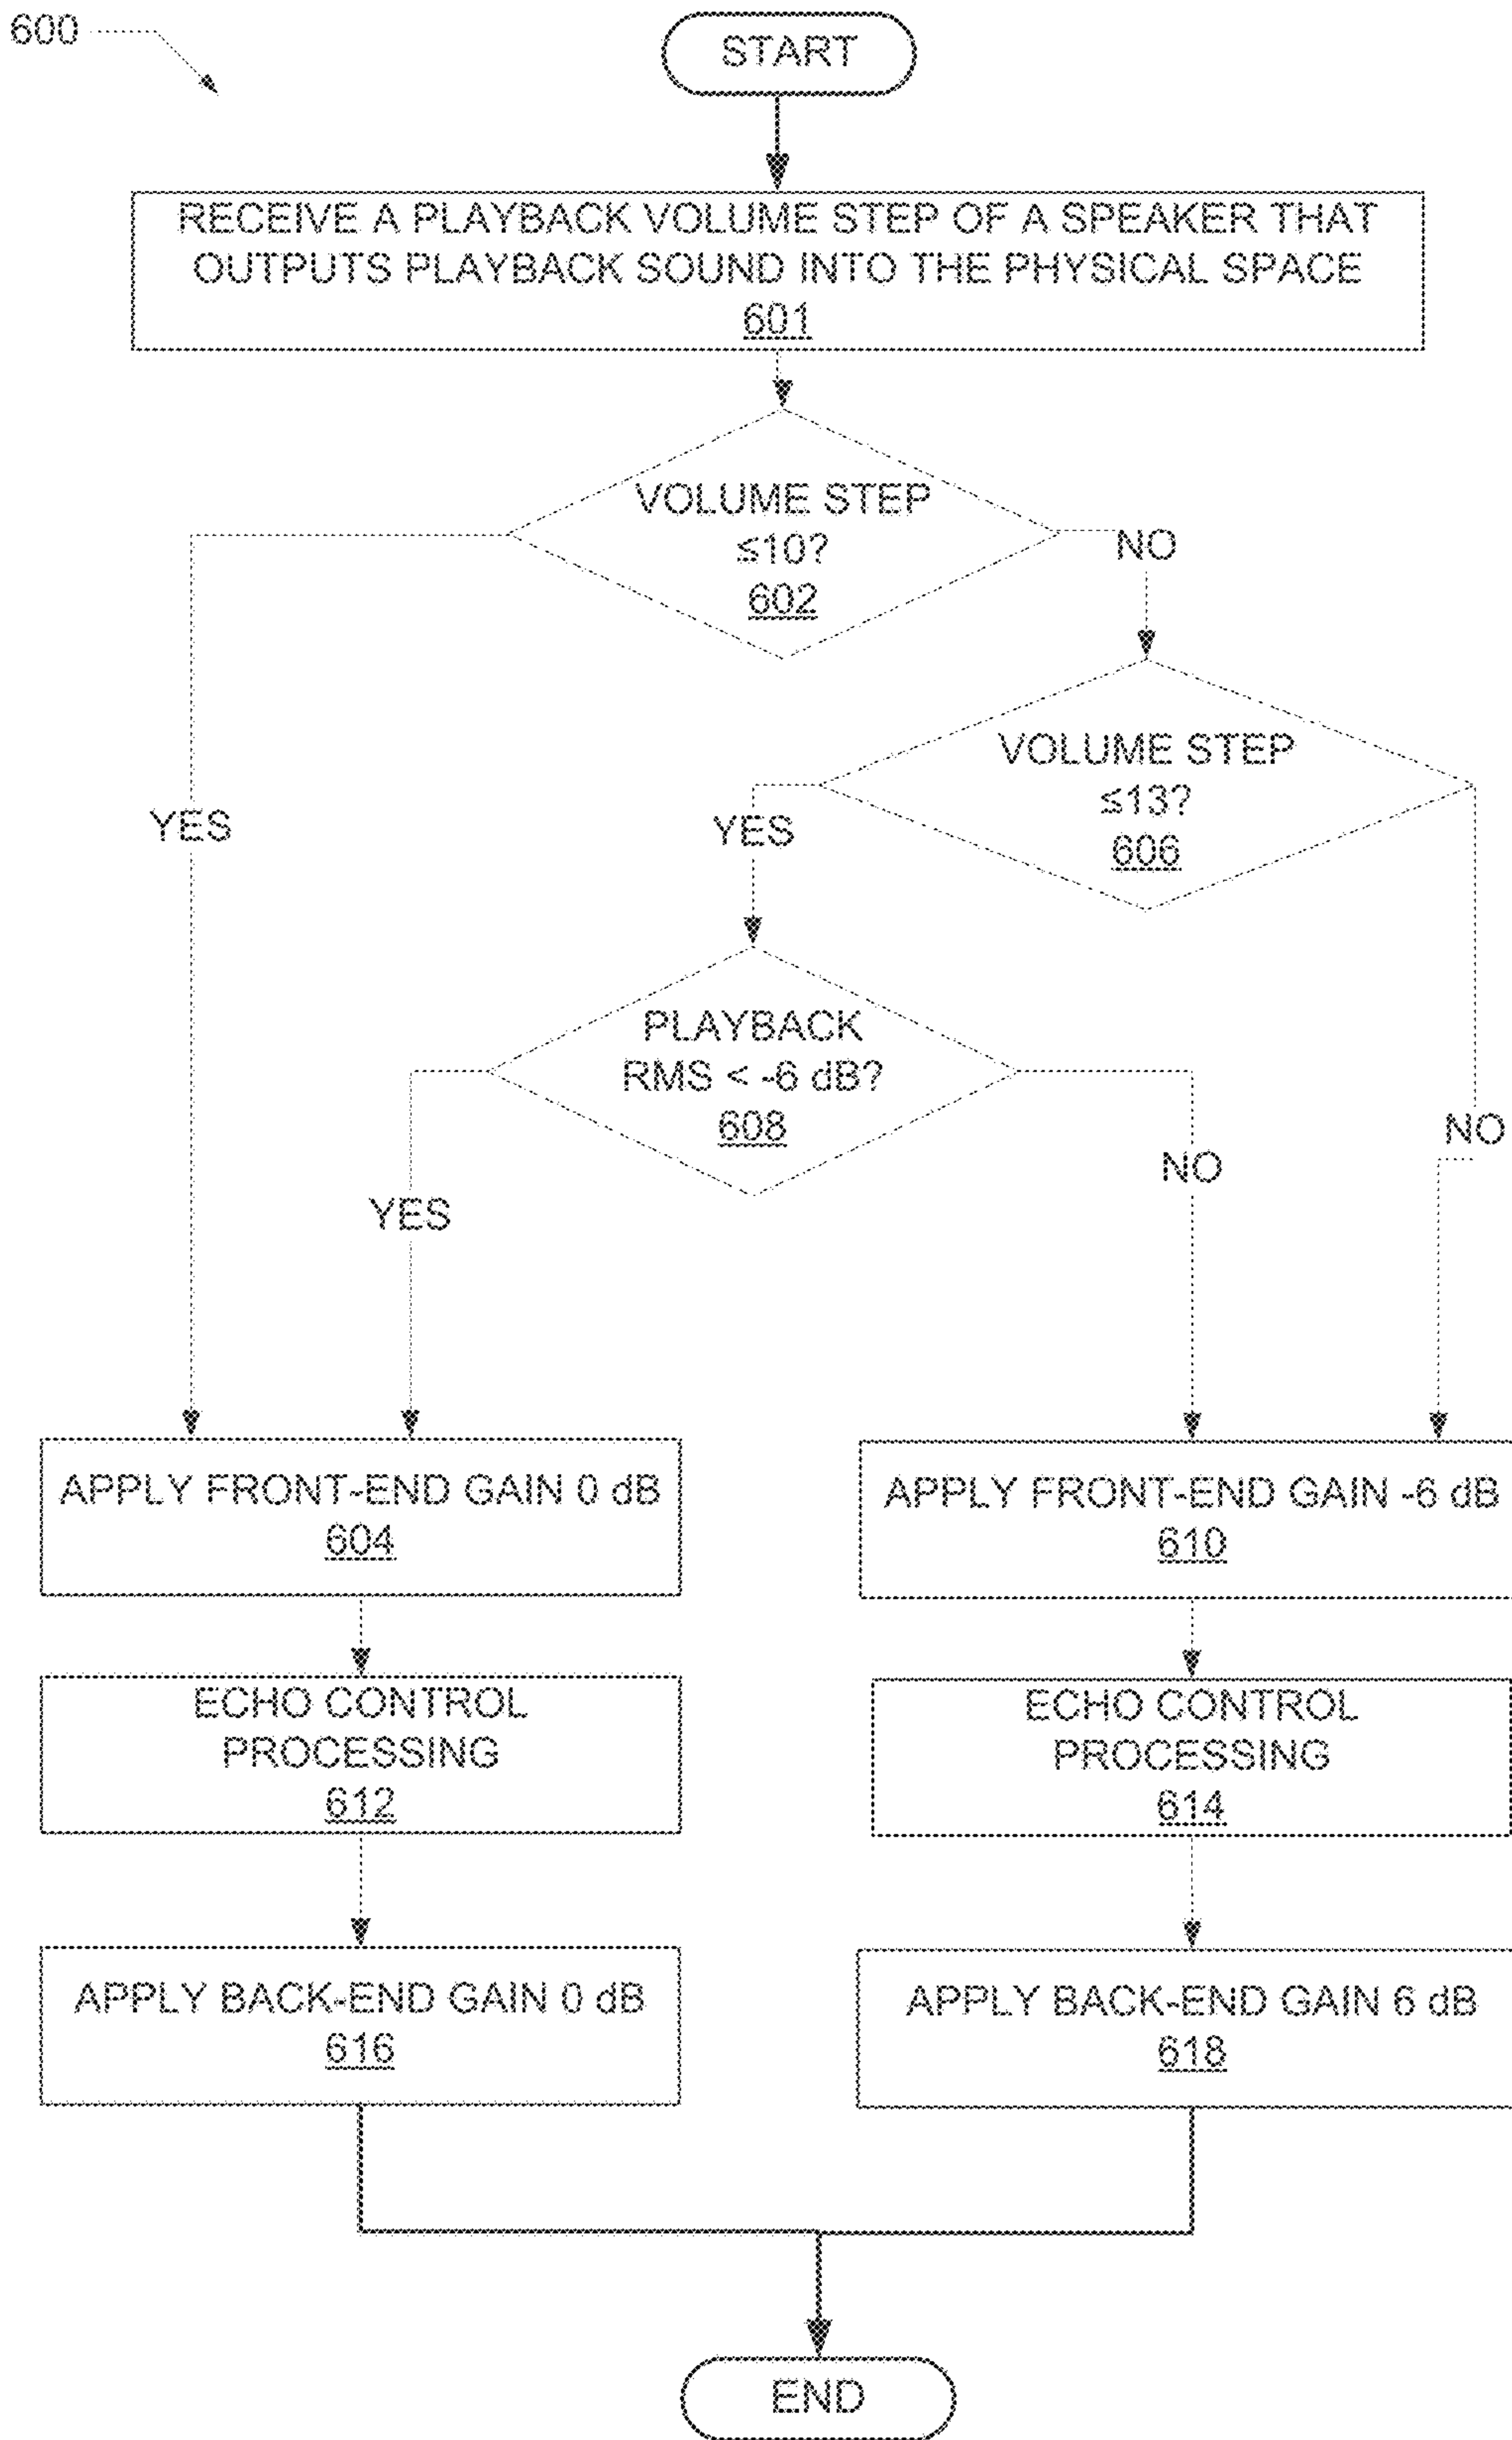 600
START
RECEIVE A PLAYBACK VOLUME STEP OF A SPEAKER THAT
OUTPUTS PLAYBACK SOUND INTO THE PHYSICAL SPACE
601
VOLUME STEP
≤10?
602
NO
VOLUME STEP
≤13?
606
YES
YES
PLAYBACK
RMS < -6 dB?
608
NO
NO
YES
APPLY FRONT-END GAIN 0 dB
604
APPLY FRONT-END GAIN -6 dB
610
ECHO CONTROL
PROCESSING
612
ECHO CONTROL
PROCESSING
614
APPLY BACK-END GAIN 0 dB
616
APPLY BACK-END GAIN 6 dB
618
END